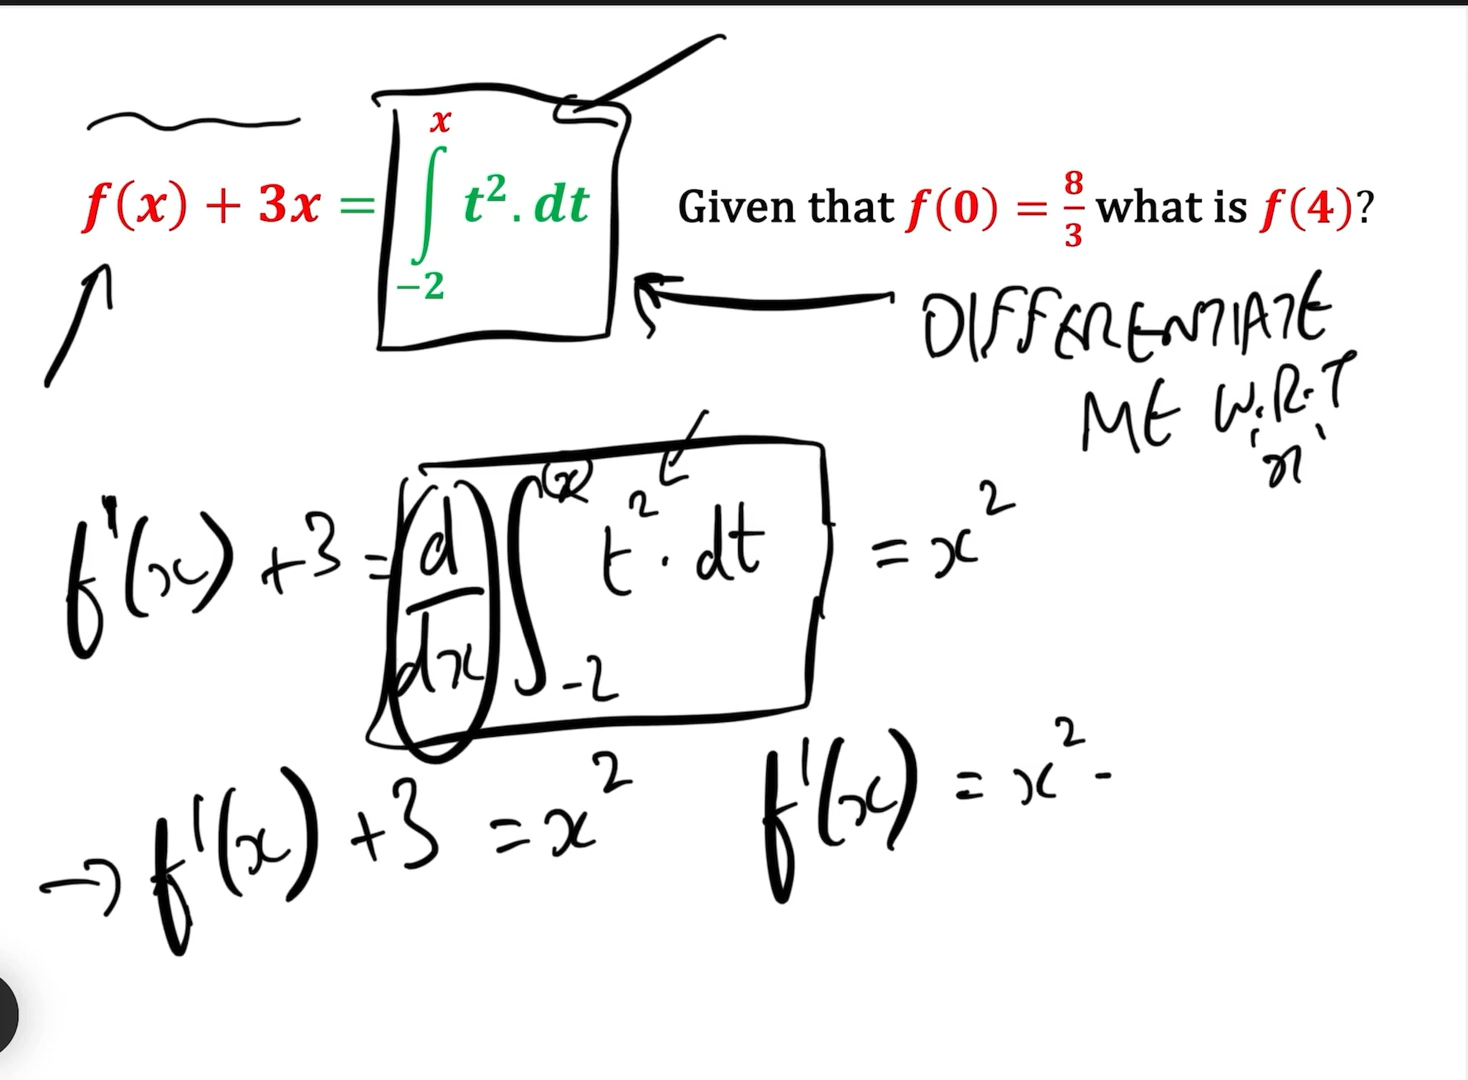 f(x) + 3x = ∫₋₂ˣ t². dt Given that f(0) = 8/3 what is f(4)?
DIFFERENTIATE
ME W.R.T
'x'
f'(x) + 3 = d/dx ∫₋₂⁽ˣ⁾ t². dt = x²
→ f'(x) + 3 = x² f'(x) = x² -